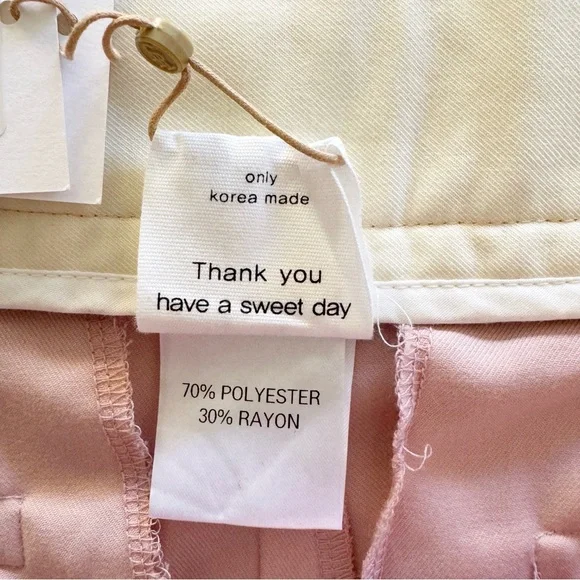 only
korea made
Thank you
have a sweet day
70% POLYESTER
30% RAYON